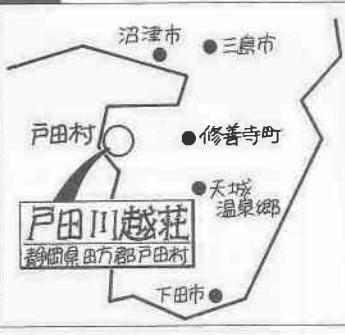 沼津市
三島市
戸田村
修善寺町
天城
温泉郷
戸田川越荘
静岡県田方郡戸田村
下田市